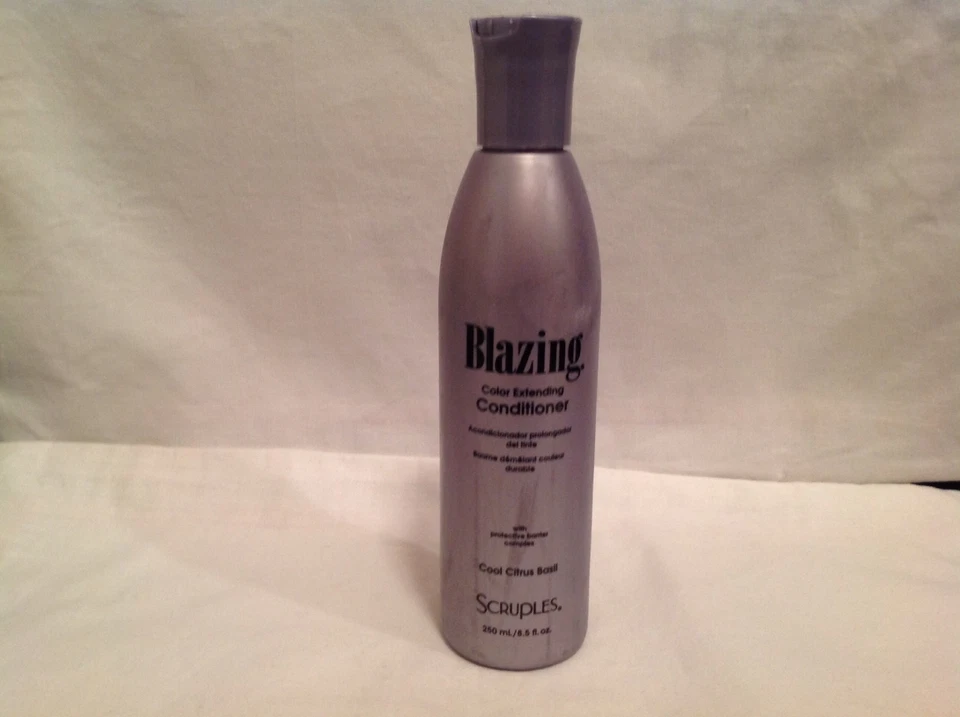 Blazing.
Color Extending
Conditioner
Acondicionador prolongador
del tinte
Baume démêlant couleur
durable
with
protective barrier
complex
Cool Citrus Basil
SCRUPLES.
250 mL/8.5 fl. oz.